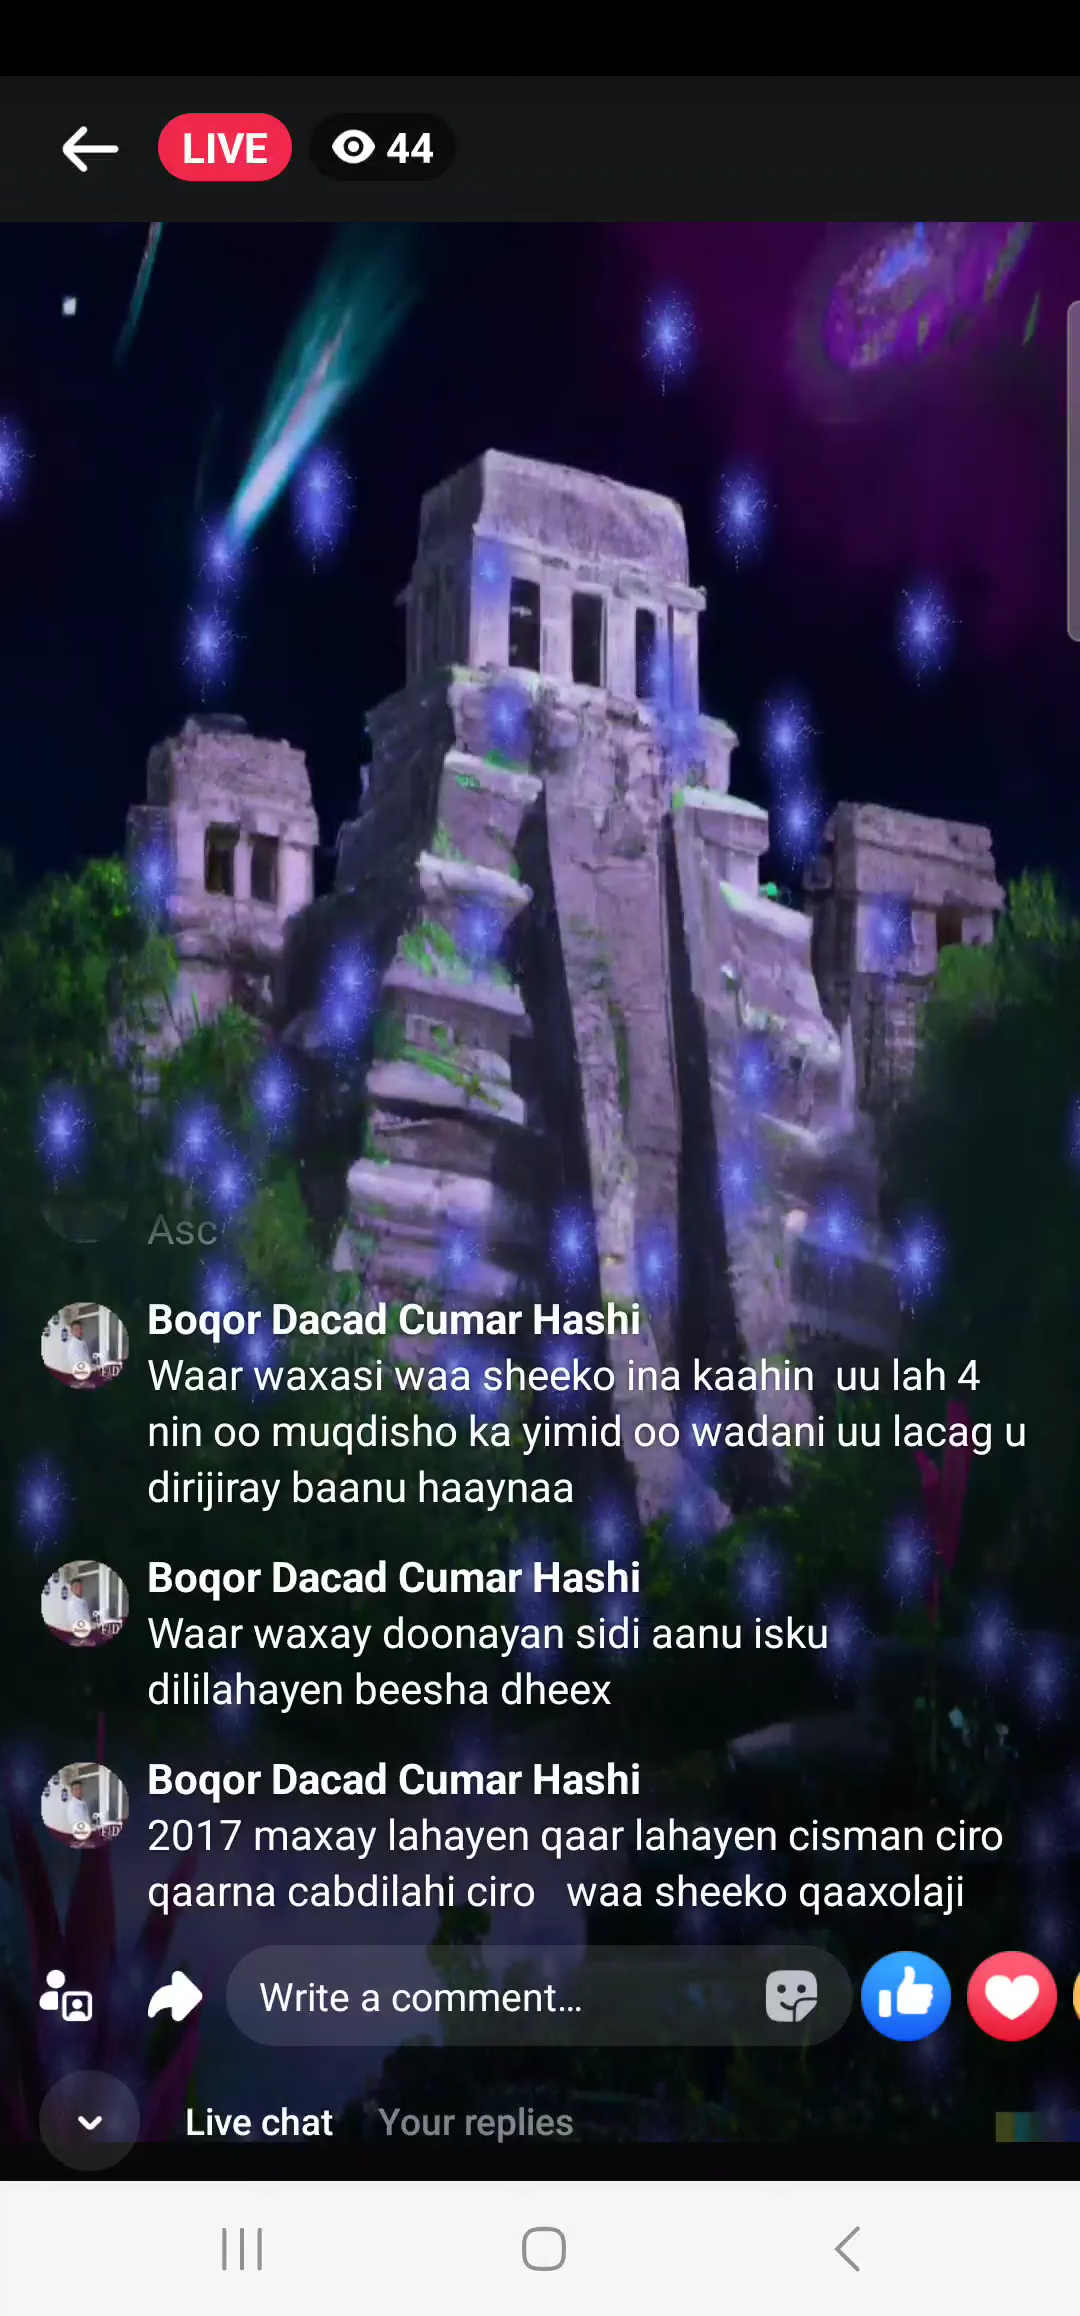 LIVE 44
Asc
Boqor Dacad Cumar Hashi
Waar waxasi waa sheeko ina kaahin uu lah 4
nin oo muqdisho ka yimid oo wadani uu lacag u
dirijiray baanu haaynaa
Boqor Dacad Cumar Hashi
Waar waxay doonayan sidi aanu isku
dililahayen beesha dheex
Boqor Dacad Cumar Hashi
2017 maxay lahayen qaar lahayen cisman ciro
qaarna cabdilahi ciro waa sheeko qaaxolaji
Write a comment...
Live chat Your replies